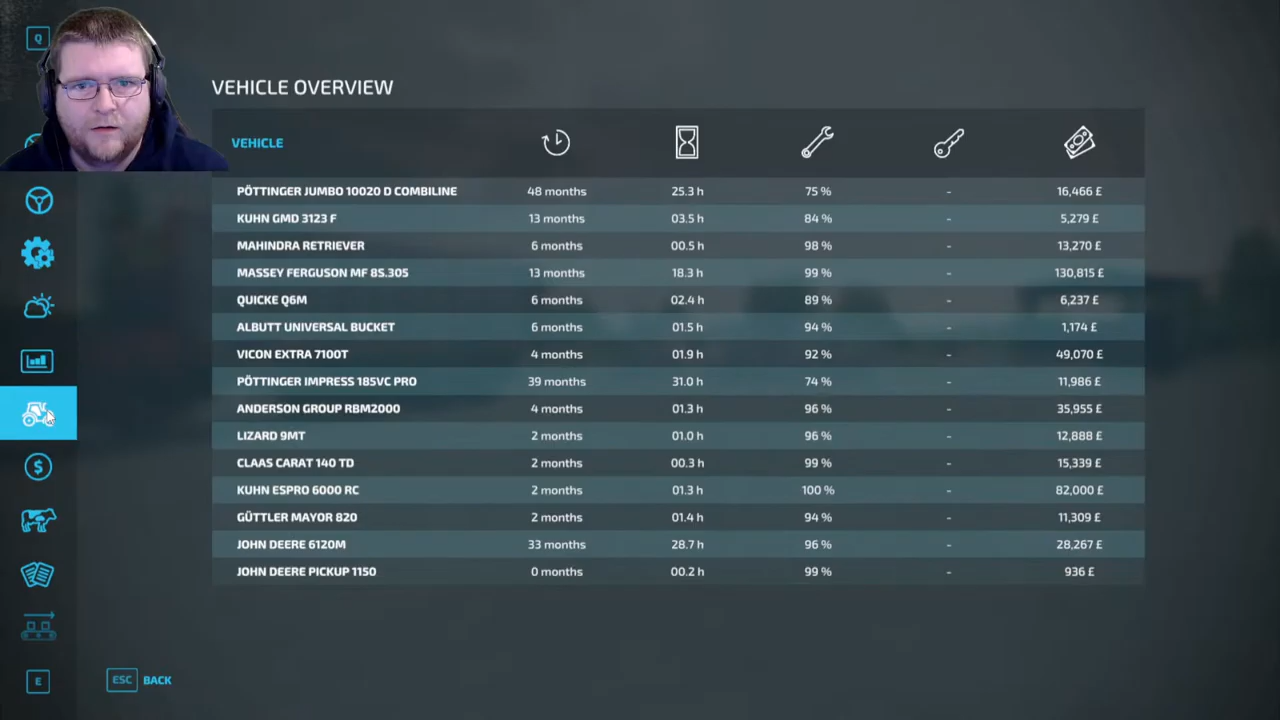 Q
VEHICLE OVERVIEW
VEHICLE
PÖTTINGER JUMBO 10020 D COMBILINE 48 months 25.3 h 75 % - 16,466 £
KUHN GMD 3123 F 13 months 03.5 h 84 % - 5,279 £
MAHINDRA RETRIEVER 6 months 00.5 h 98 % - 13,270 £
MASSEY FERGUSON MF 8S.305 13 months 18.3 h 99 % - 130,815 £
QUICKE Q6M 6 months 02.4 h 89 % - 6,237 £
ALBUTT UNIVERSAL BUCKET 6 months 01.5 h 94 % - 1,174 £
VICON EXTRA 7100T 4 months 01.9 h 92 % - 49,070 £
PÖTTINGER IMPRESS 185VC PRO 39 months 31.0 h 74 % - 11,986 £
ANDERSON GROUP RBM2000 4 months 01.3 h 96 % - 35,955 £
LIZARD 9MT 2 months 01.0 h 96 % - 12,888 £
CLAAS CARAT 140 TD 2 months 00.3 h 99 % - 15,339 £
KUHN ESPRO 6000 RC 2 months 01.3 h 100 % - 82,000 £
GÜTTLER MAYOR 820 2 months 01.4 h 94 % - 11,309 £
JOHN DEERE 6120M 33 months 28.7 h 96 % - 28,267 £
JOHN DEERE PICKUP 1150 0 months 00.2 h 99 % - 936 £
$
E
ESC BACK